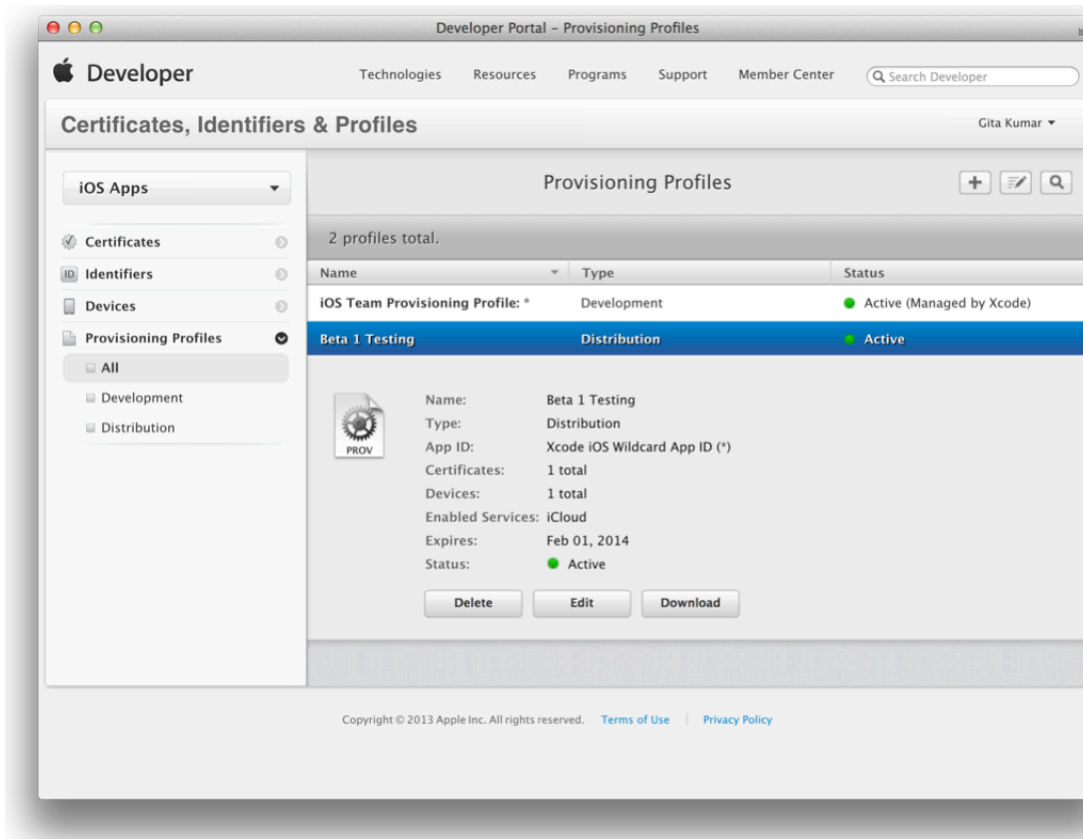 Developer Portal – Provisioning Profiles
Developer Technologies Resources Programs Support Member Center Search Developer
Certificates, Identifiers & Profiles Gita Kumar
iOS Apps
Provisioning Profiles
2 profiles total.
Certificates
ID Identifiers
Devices
Provisioning Profiles
All
Development
Distribution
Name Type Status
iOS Team Provisioning Profile: * Development Active (Managed by Xcode)
Beta 1 Testing Distribution Active
PROV
Name: Beta 1 Testing
Type: Distribution
App ID: Xcode iOS Wildcard App ID (*)
Certificates: 1 total
Devices: 1 total
Enabled Services: iCloud
Expires: Feb 01, 2014
Status: Active
Delete Edit Download
Copyright © 2013 Apple Inc. All rights reserved. Terms of Use | Privacy Policy